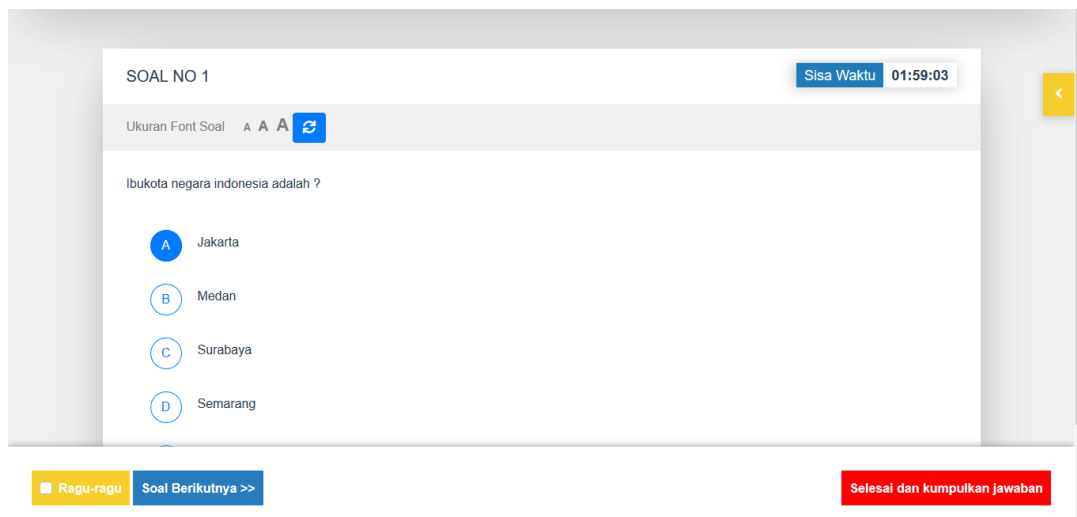 SOAL NO 1
Sisa Waktu 01:59:03
Ukuran Font Soal A A A
Ibukota negara indonesia adalah ?
A Jakarta
B Medan
C Surabaya
D Semarang
Ragu-ragu Soal Berikutnya >> Selesai dan kumpulkan jawaban